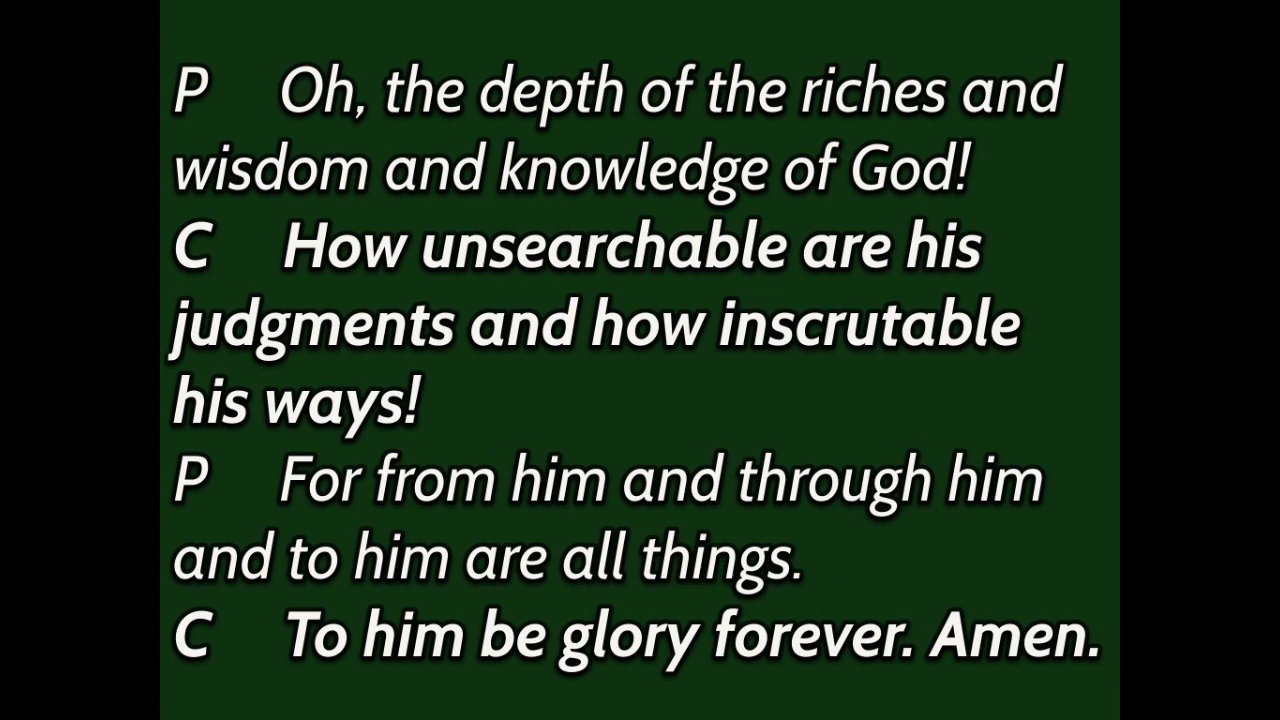 P Oh, the depth of the riches and
wisdom and knowledge of God!
C How unsearchable are his
judgments and how inscrutable
his ways!
P For from him and through him
and to him are all things.
C To him be glory forever. Amen.